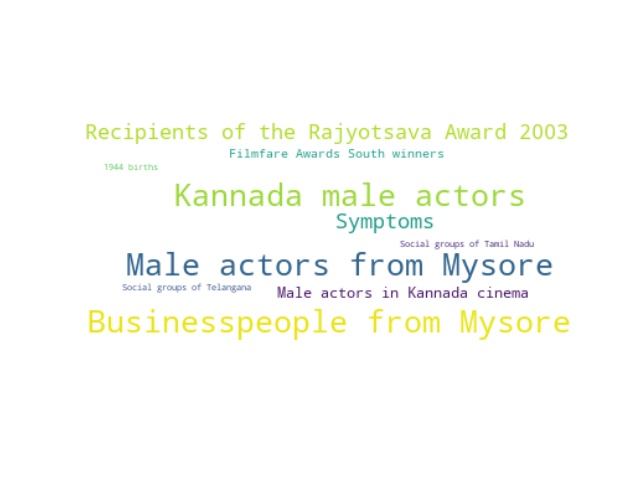 Recipients of the Rajyotsava Award 2003
Filmfare Awards South winners
1944 births
Kannada male actors
Symptoms
Social groups of Tamil Nadu
Male actors from Mysore
Social groups of Telangana
Male actors in Kannada cinema
Businesspeople from Mysore